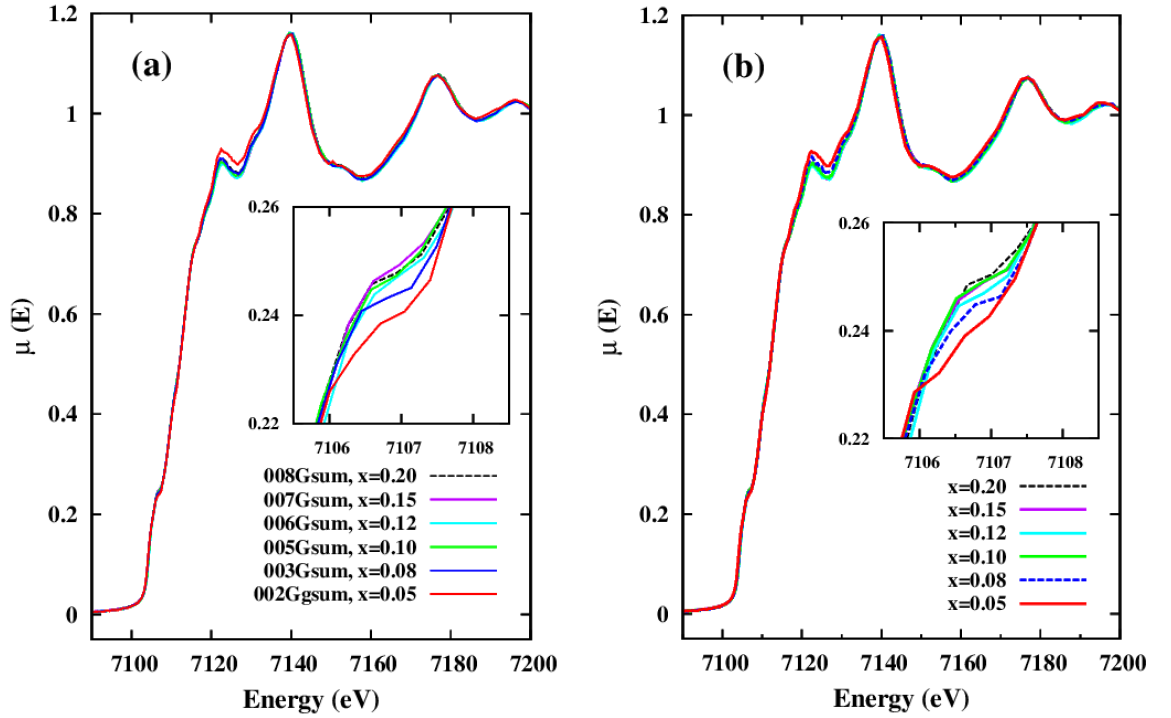 (a)
μ (E)
1.2
1
0.8
0.6
0.4
0.2
0
0.26
0.24
0.22
7106
7107
7108
008Gsum, x=0.20
007Gsum, x=0.15
006Gsum, x=0.12
005Gsum, x=0.10
003Gsum, x=0.08
002Ggsum, x=0.05
7100
7120
7140
7160
7180
7200
Energy (eV)
(b)
μ (E)
1.2
1
0.8
0.6
0.4
0.2
0
0.26
0.24
0.22
7106
7107
7108
x=0.20
x=0.15
x=0.12
x=0.10
x=0.08
x=0.05
7100
7120
7140
7160
7180
7200
Energy (eV)